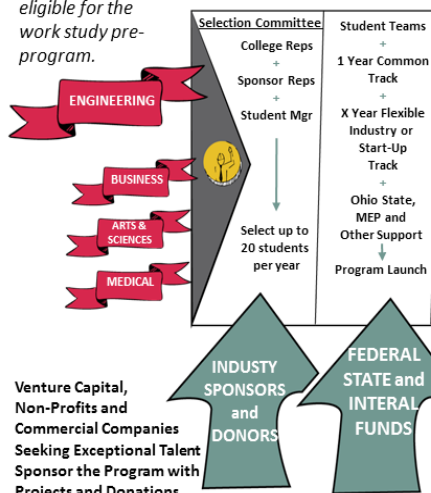 eligible for the
work study pre-
program.
ENGINEERING
BUSINESS
ARTS &
SCIENCES
MEDICAL
Selection Committee
College Reps
+
Sponsor Reps
+
Student Mgr
Select up to
20 students
per year
Student Teams
+
1 Year Common
Track
+
X Year Flexible
Industry or
Start-Up
Track
+
Ohio State,
MEP and
Other Support
Program Launch
INDUSTY
SPONSORS
and
DONORS
FEDERAL
STATE and
INTERAL
FUNDS
Venture Capital,
Non-Profits and
Commercial Companies
Seeking Exceptional Talent
Sponsor the Program with
Projects and Donations